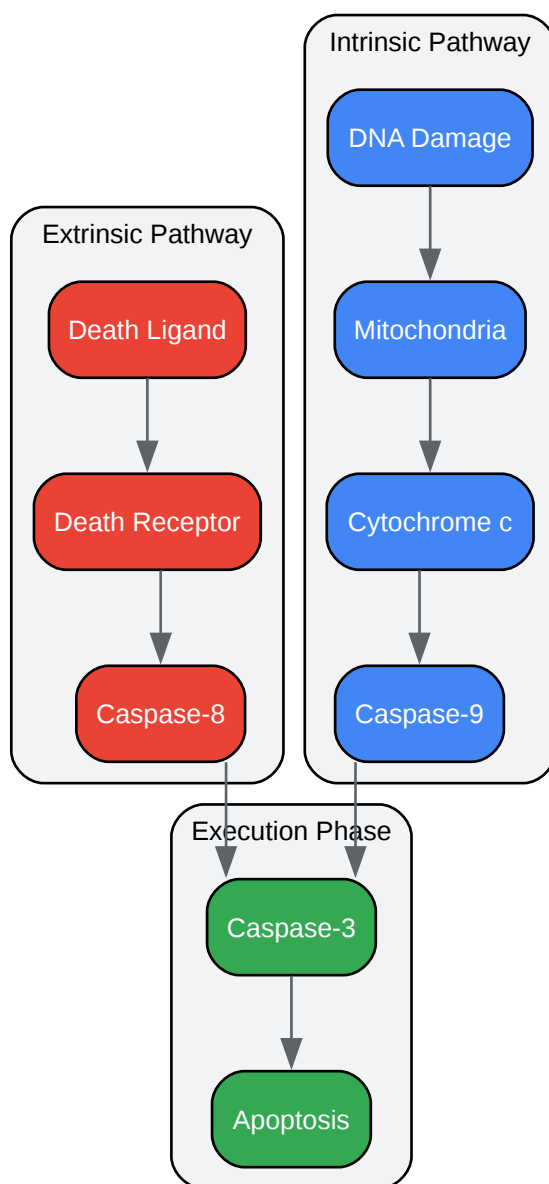 Intrinsic Pathway
DNA Damage
Mitochondria
Cytochrome c
Caspase-9
Extrinsic Pathway
Death Ligand
Death Receptor
Caspase-8
Execution Phase
Caspase-3
Apoptosis